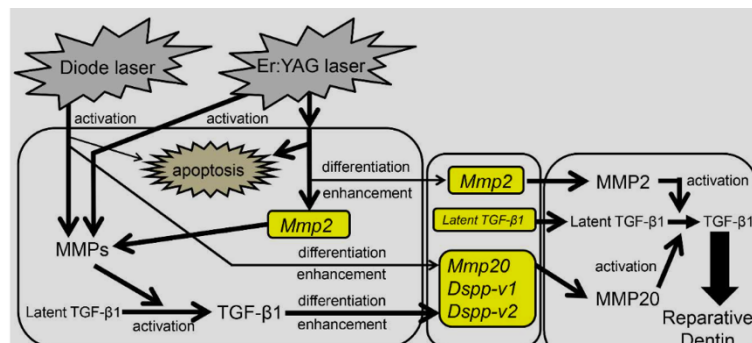 Diode laser
Er:YAG laser
activation
activation
apoptosis
differentiation
enhancement
Mmp2
Mmp2
MMP2
activation
Latent TGF-β1
Latent TGF-β1
TGF-β1
MMPs
differentiation
enhancement
Mmp20
Dspp-v1
Dspp-v2
activation
MMP20
Latent TGF-β1
activation
TGF-β1
differentiation
enhancement
Reparative
Dentin